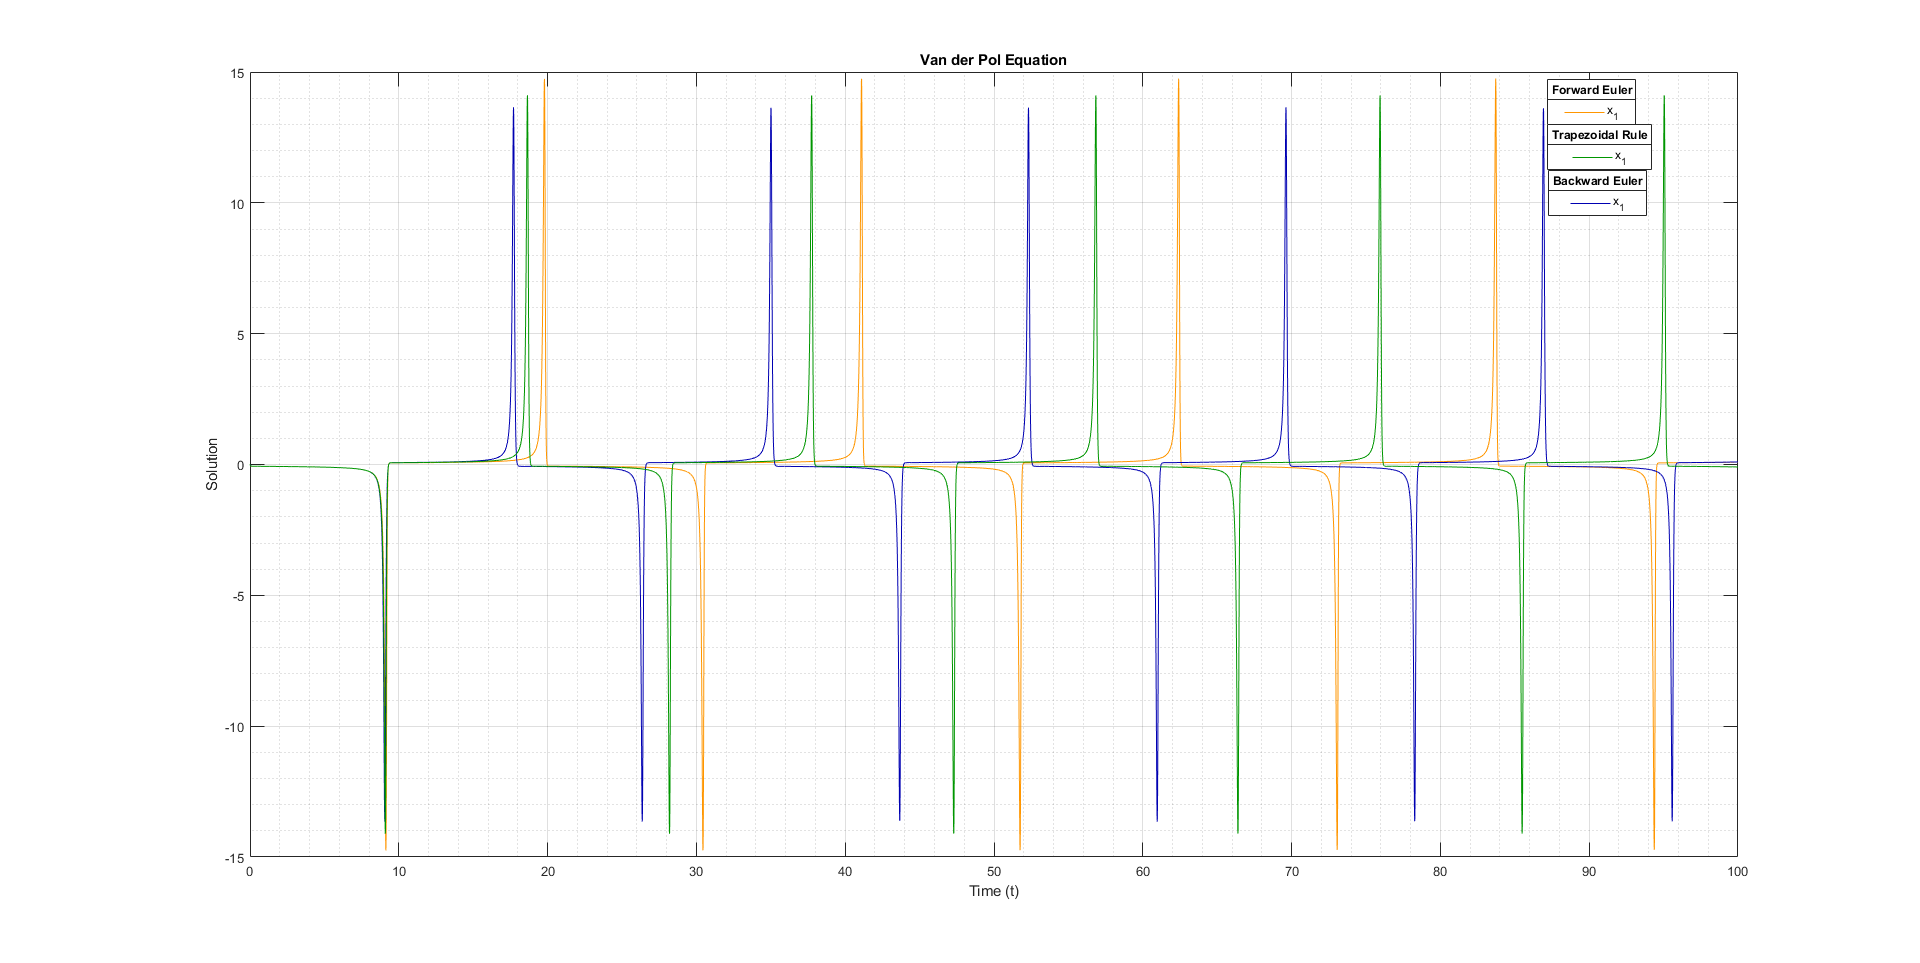 Van der Pol Equation
15
10
5
0
-5
-10
-15
Solution
0 10 20 30 40 50 60 70 80 90 100
Time (t)
Forward Euler
x1
Trapezoidal Rule
x1
Backward Euler
x1